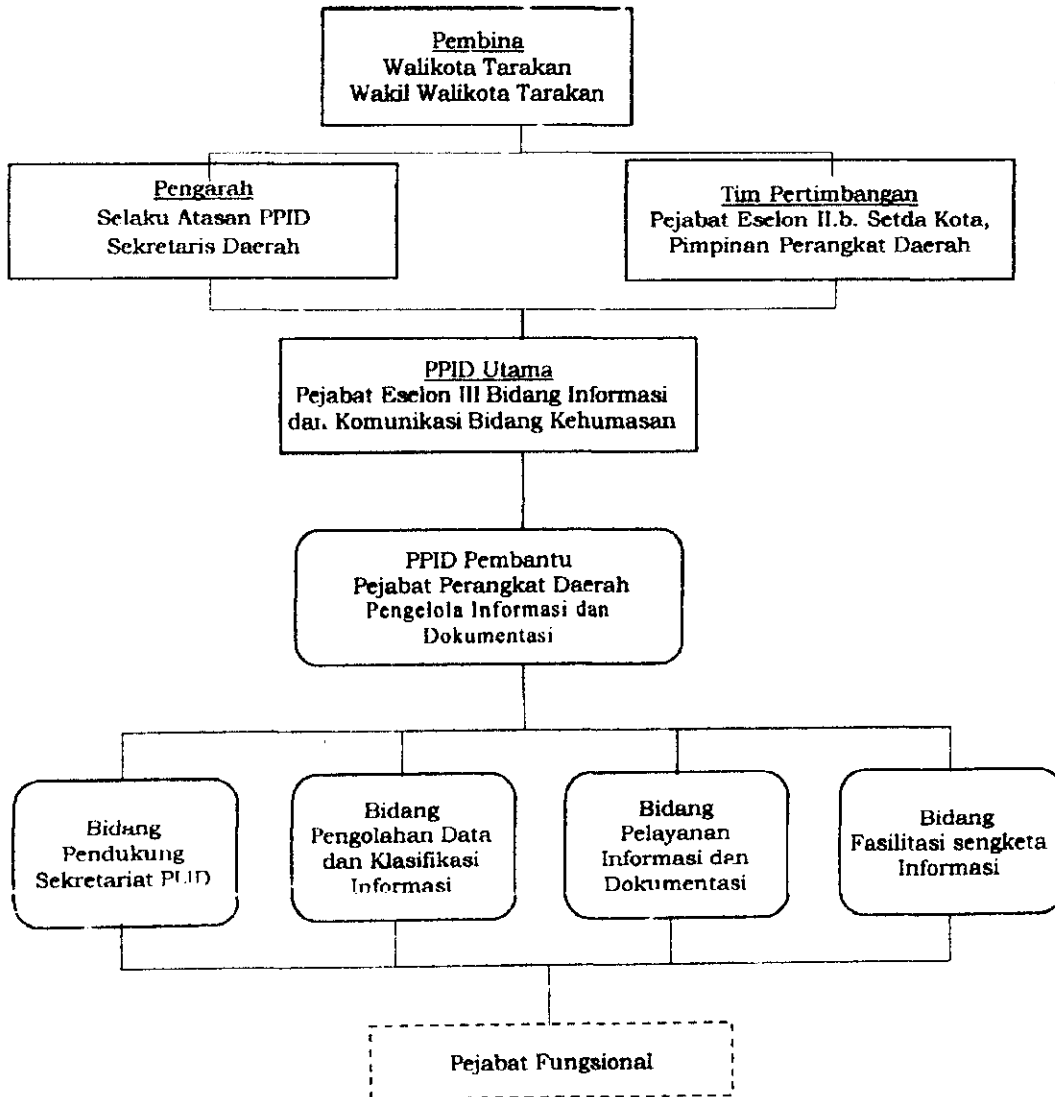 Pembina
Walikota Tarakan
Wakil Walikota Tarakan
Pengarah
Selaku Atasan PPID
Sekretaris Daerah
Tim Pertimbangan
Pejabat Eselon II.b. Setda Kota,
Pimpinan Perangkat Daerah
PPID Utama
Pejabat Eselon III Bidang Informasi
dan Komunikasi Bidang Kehumasan
PPID Pembantu
Pejabat Perangkat Daerah
Pengelola Informasi dan
Dokumentasi
Bidang
Pendukung
Sekretariat PLID
Bidang
Pengolahan Data
dan Klasifikasi
Informasi
Bidang
Pelayanan
Informasi dan
Dokumentasi
Bidang
Fasilitasi sengketa
Informasi
Pejabat Fungsional